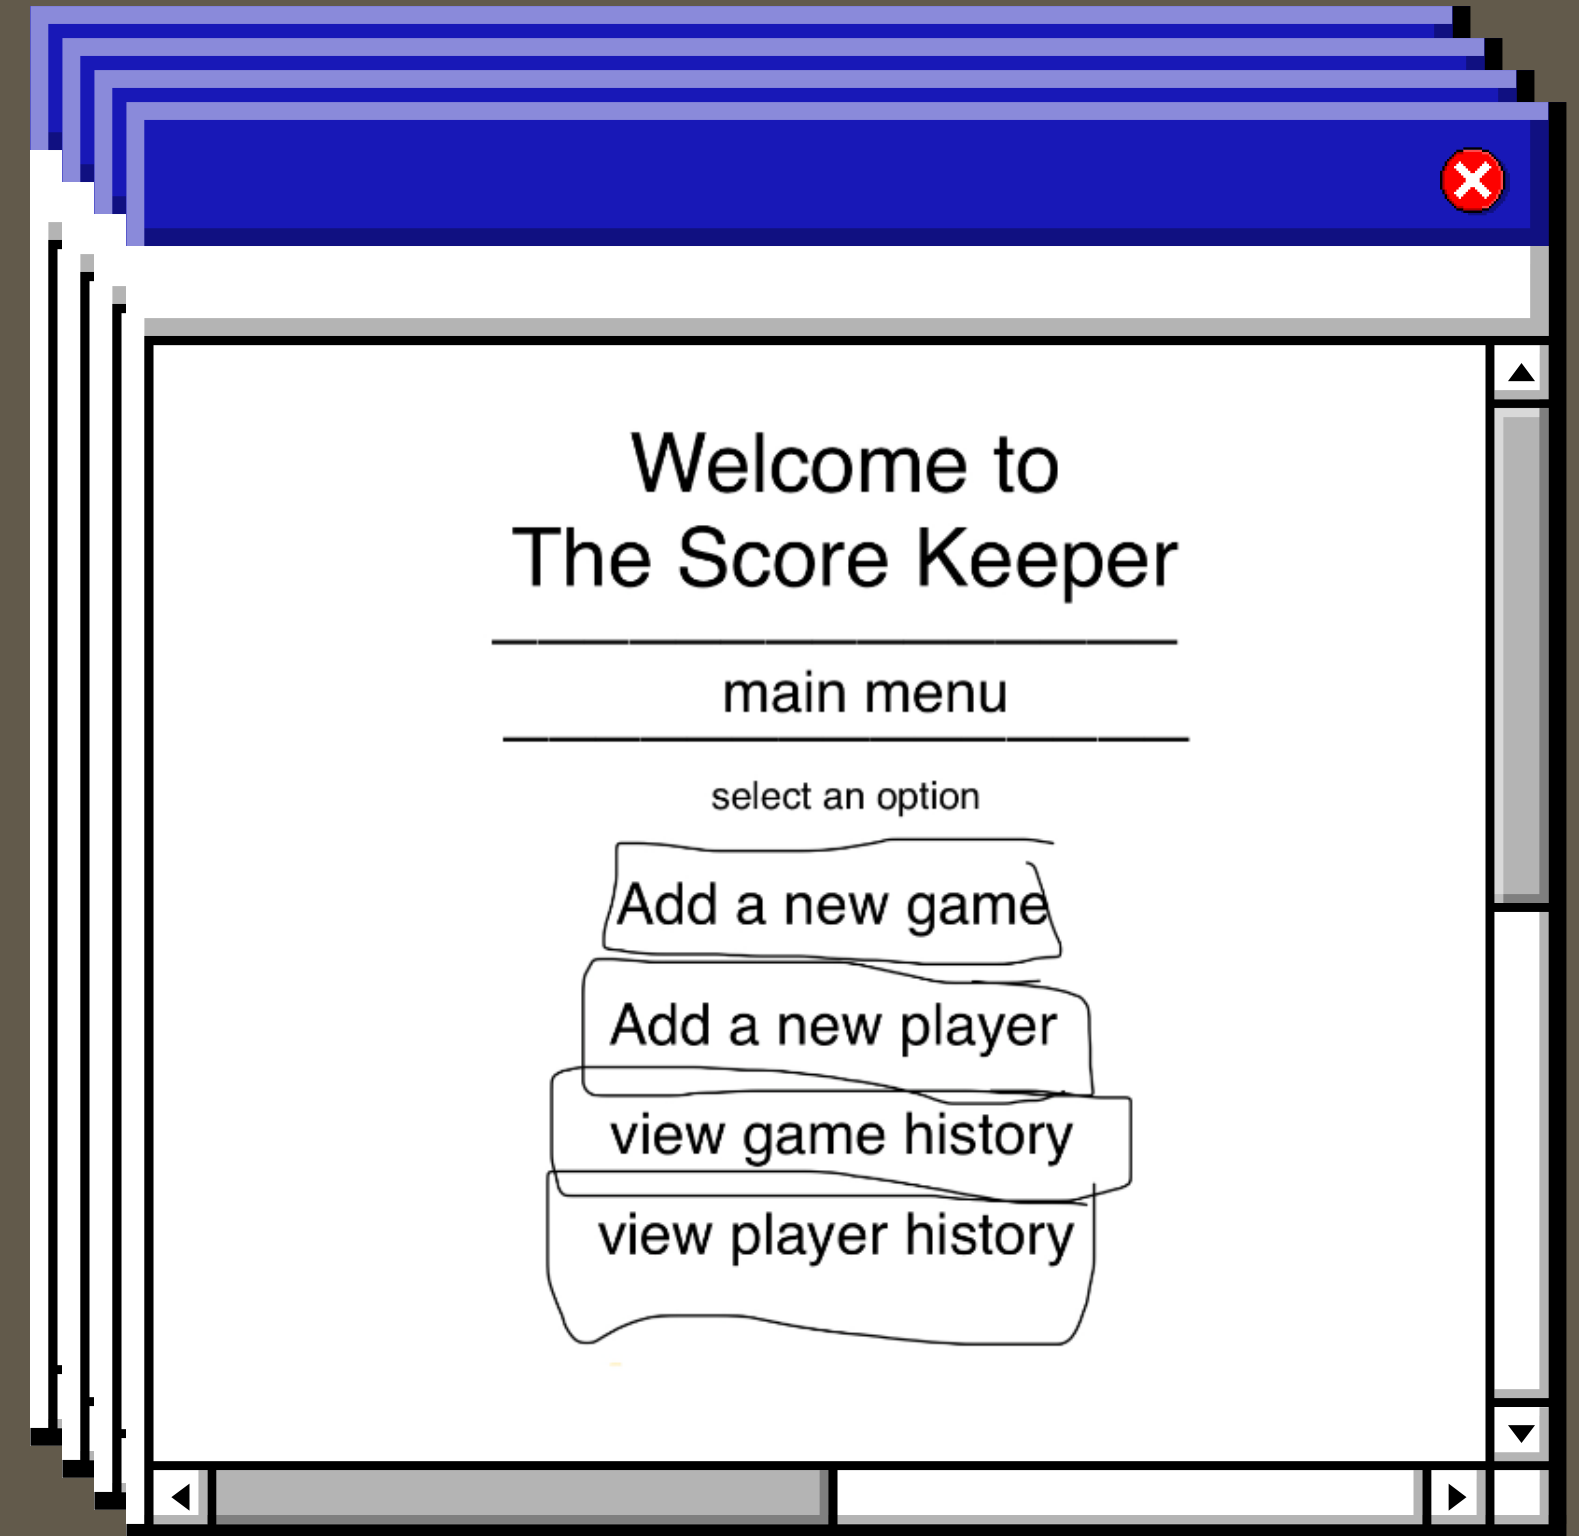 Welcome to
The Score Keeper
main menu
select an option
Add a new game
Add a new player
view game history
view player history